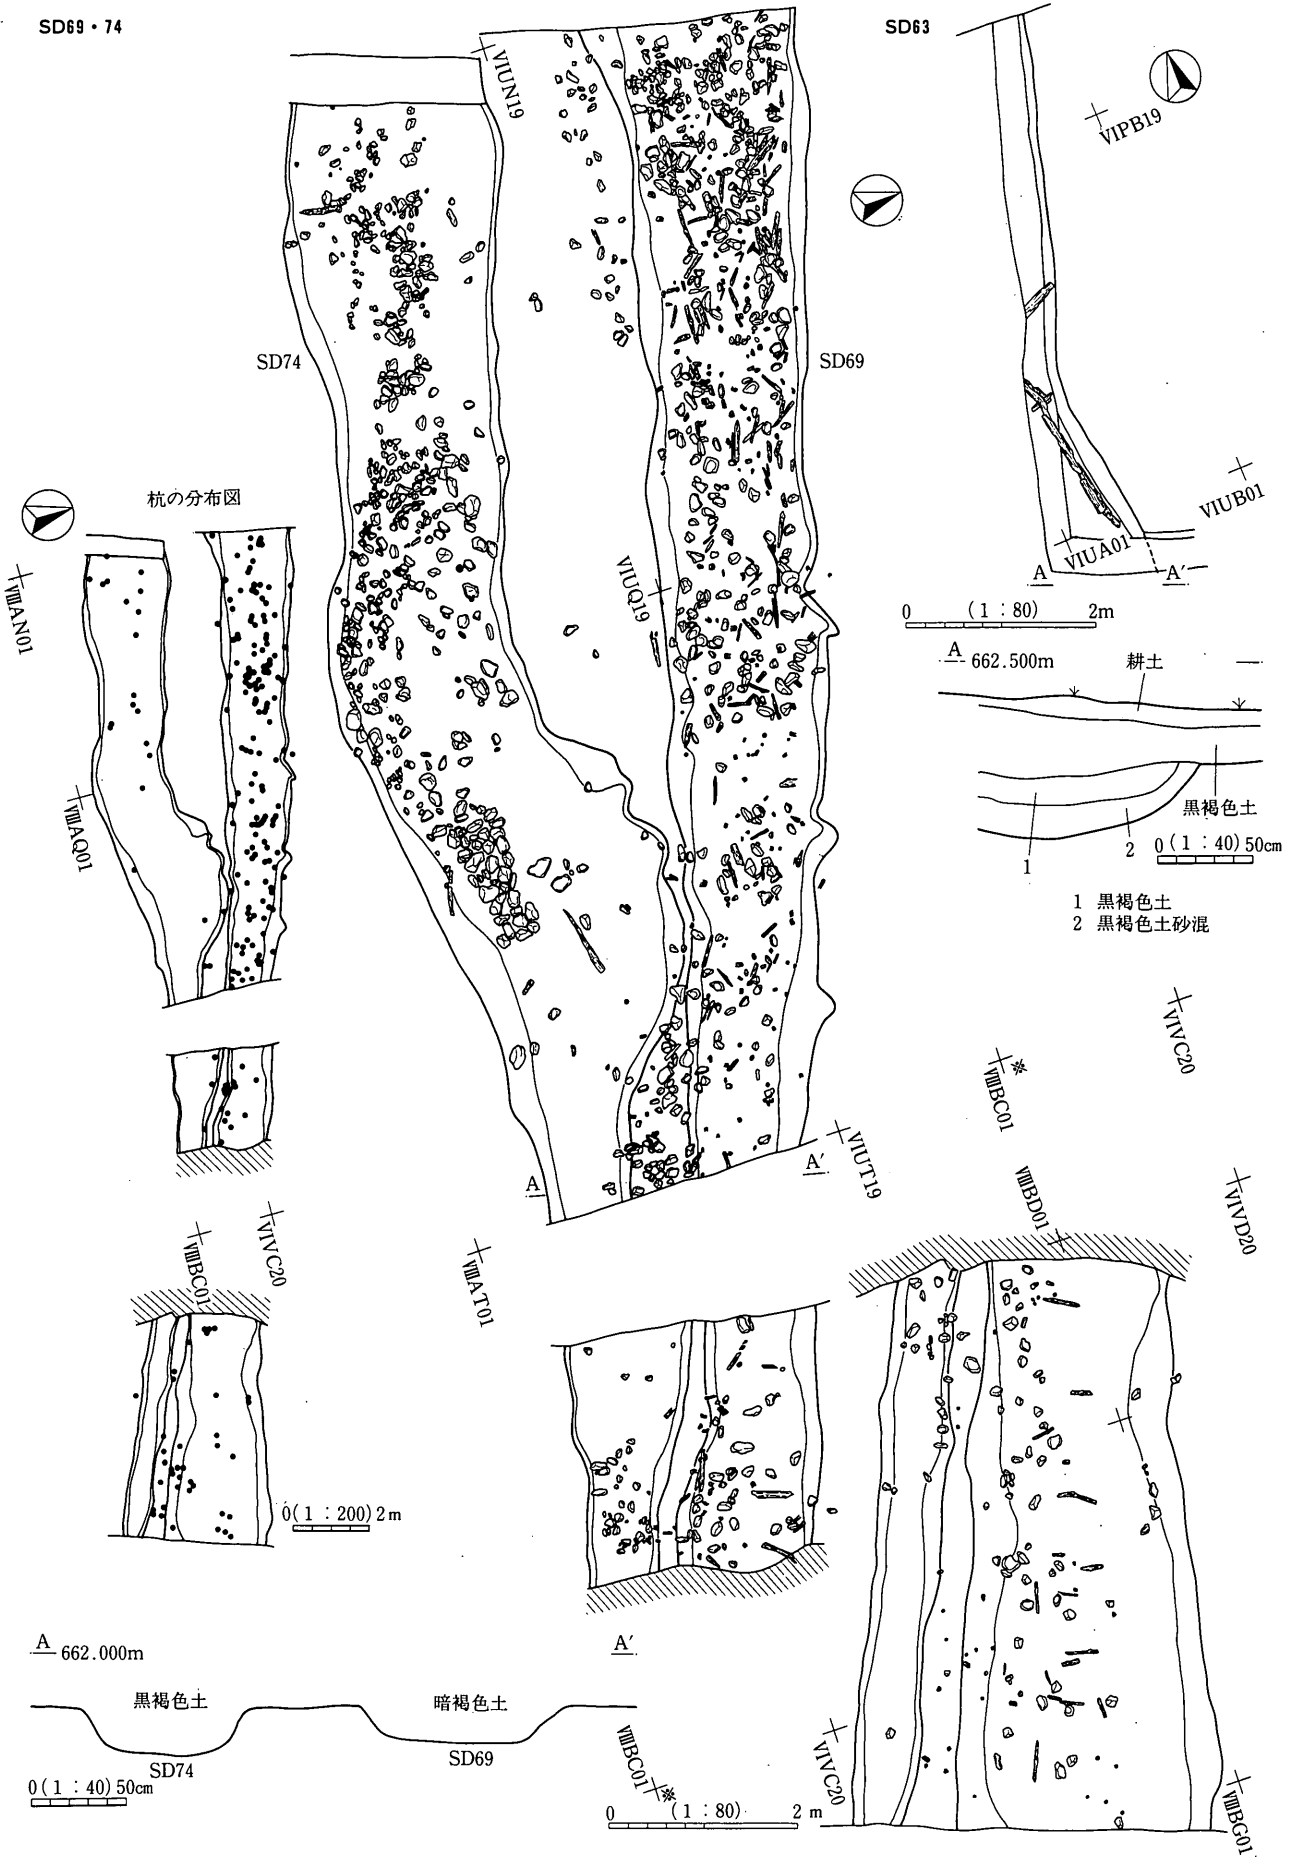 SD69・74
SD63
VIUN19
VIPB19
SD74
SD69
杭の分布図
VIUB01
VIUQ19
VIUA01
A
A′
0 (1:80) 2m
A 662.500m
耕土
黒褐色土
1
2
0 (1:40) 50cm
1 黒褐色土
2 黒褐色土砂混
ⅧAN01
ⅧAQ01
VIVC20
ⅧBC01※
A
A′
VIUT19
ⅧBD01
VIVD20
ⅧBC01
VIVC20
ⅧAT01
0(1:200)2m
A 662.000m
A′
黒褐色土
暗褐色土
SD74
SD69
0(1:40)50cm
ⅧBC01※
0 (1:80) 2m
VIVC20
ⅧBG01